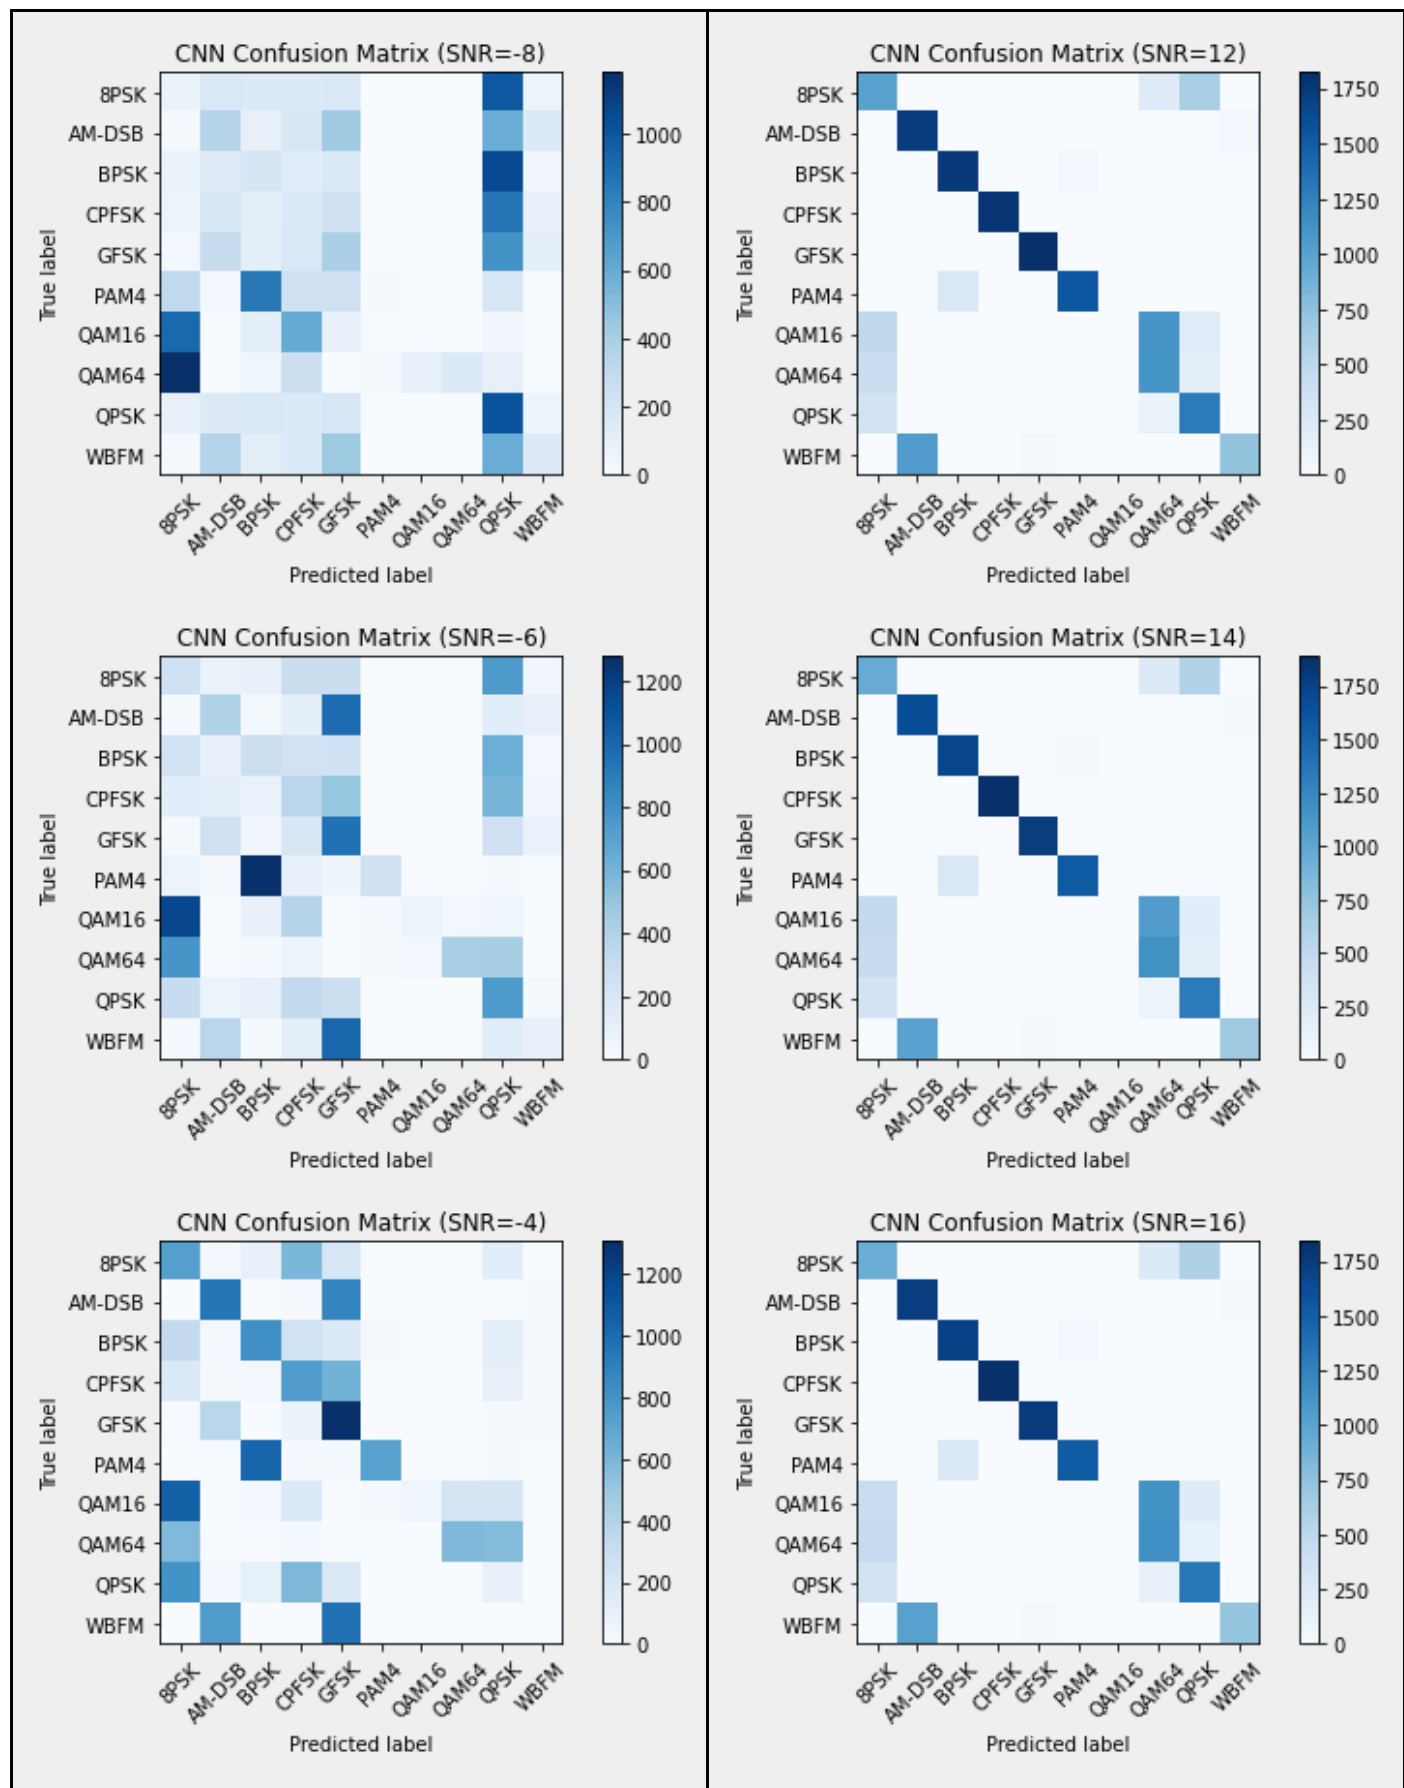 CNN Confusion Matrix (SNR=-8)
8PSK
AM-DSB
BPSK
CPFSK
GFSK
PAM4
QAM16
QAM64
QPSK
WBFM
True label
8PSK AM-DSB BPSK CPFSK GFSK PAM4 QAM16 QAM64 QPSK WBFM
Predicted label
1000
800
600
400
200
0
CNN Confusion Matrix (SNR=12)
8PSK
AM-DSB
BPSK
CPFSK
GFSK
PAM4
QAM16
QAM64
QPSK
WBFM
True label
8PSK AM-DSB BPSK CPFSK GFSK PAM4 QAM16 QAM64 QPSK WBFM
Predicted label
1750
1500
1250
1000
750
500
250
0
CNN Confusion Matrix (SNR=-6)
8PSK
AM-DSB
BPSK
CPFSK
GFSK
PAM4
QAM16
QAM64
QPSK
WBFM
True label
8PSK AM-DSB BPSK CPFSK GFSK PAM4 QAM16 QAM64 QPSK WBFM
Predicted label
1200
1000
800
600
400
200
0
CNN Confusion Matrix (SNR=14)
8PSK
AM-DSB
BPSK
CPFSK
GFSK
PAM4
QAM16
QAM64
QPSK
WBFM
True label
8PSK AM-DSB BPSK CPFSK GFSK PAM4 QAM16 QAM64 QPSK WBFM
Predicted label
1750
1500
1250
1000
750
500
250
0
CNN Confusion Matrix (SNR=-4)
8PSK
AM-DSB
BPSK
CPFSK
GFSK
PAM4
QAM16
QAM64
QPSK
WBFM
True label
8PSK AM-DSB BPSK CPFSK GFSK PAM4 QAM16 QAM64 QPSK WBFM
Predicted label
1200
1000
800
600
400
200
0
CNN Confusion Matrix (SNR=16)
8PSK
AM-DSB
BPSK
CPFSK
GFSK
PAM4
QAM16
QAM64
QPSK
WBFM
True label
8PSK AM-DSB BPSK CPFSK GFSK PAM4 QAM16 QAM64 QPSK WBFM
Predicted label
1750
1500
1250
1000
750
500
250
0